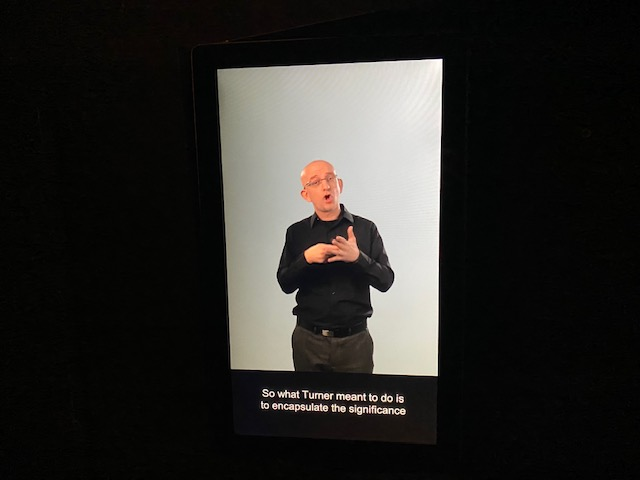 So what Turner meant to do is
to encapsulate the significance